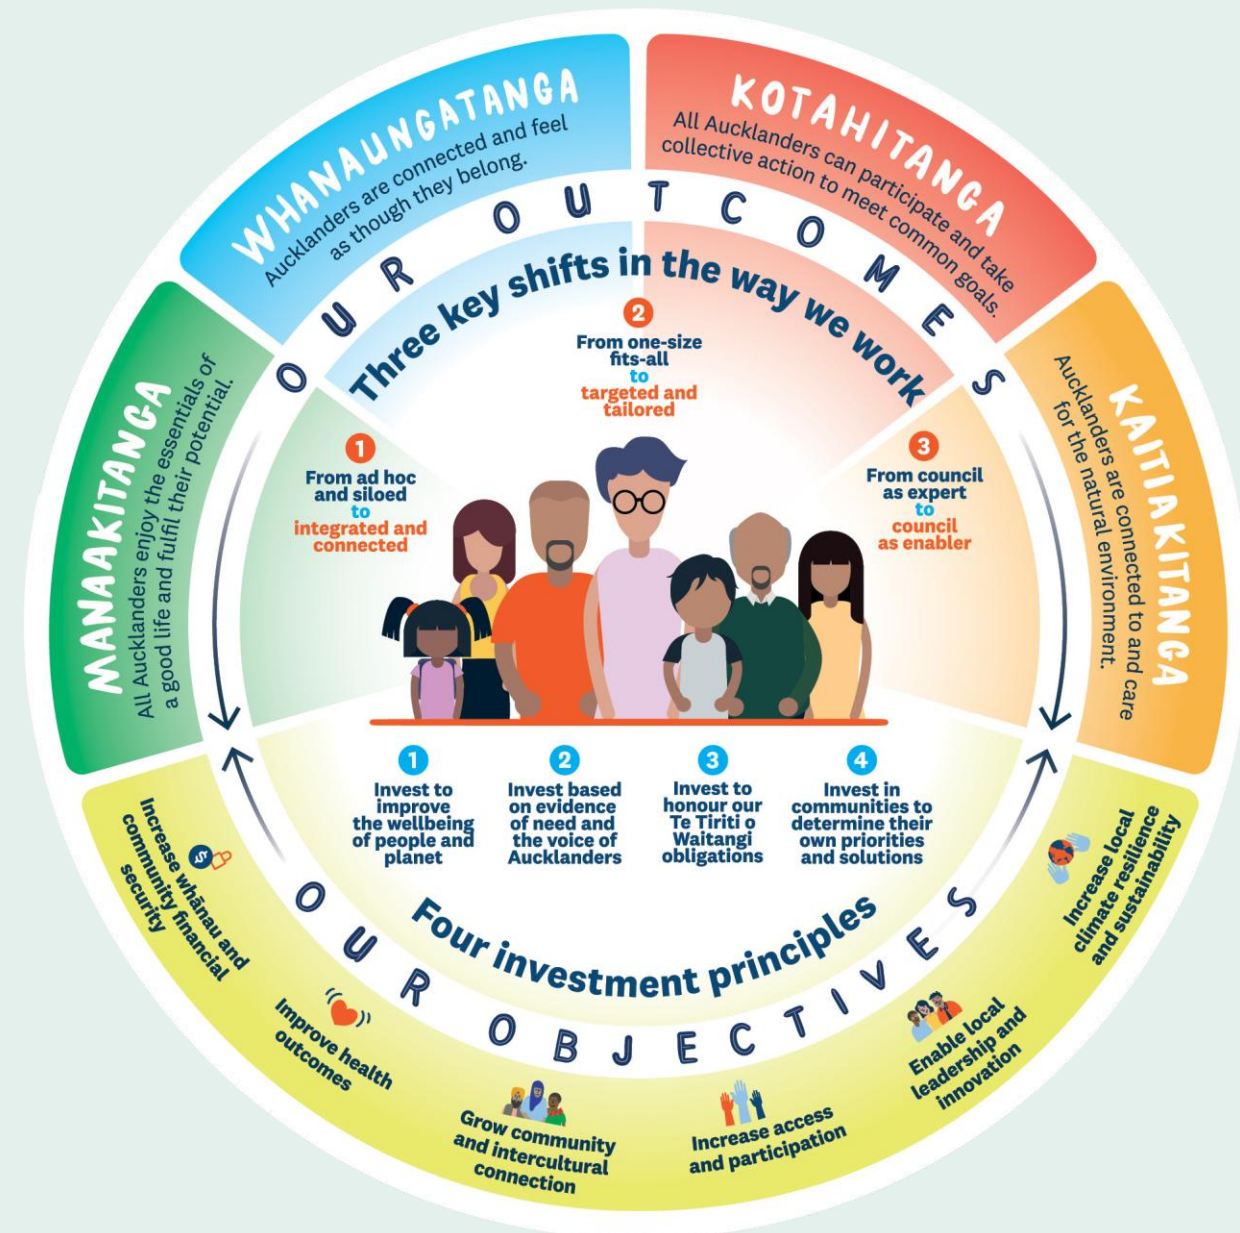 MANAAKITANGA
All Aucklanders enjoy the essentials of
a good life and fulfil their potential.
WHANAUNGATANGA
Aucklanders are connected and feel
as though they belong.
KOTAHITANGA
All Aucklanders can participate and take
collective action to meet common goals.
KAITIAKITANGA
Aucklanders are connected to and care
for the natural environment.
OUR OUTCOMES
Three key shifts in the way we work
1
From ad hoc
and siloed
to
integrated and
connected
2
From one-size
fits-all
to
targeted and
tailored
3
From council
as expert
to
council
as enabler
1
Invest to
improve
the wellbeing
of people and
planet
2
Invest based
on evidence
of need and
the voice of
Aucklanders
3
Invest to
honour our
Te Tiriti o
Waitangi
obligations
4
Invest in
communities to
determine their
own priorities
and solutions
Four investment principles
OUR OBJECTIVES
$
Increase whānau and
community financial
security
Improve health
outcomes
Grow community
and intercultural
connection
Increase access
and participation
Enable local
leadership and
innovation
Increase local
climate resilience
and sustainability